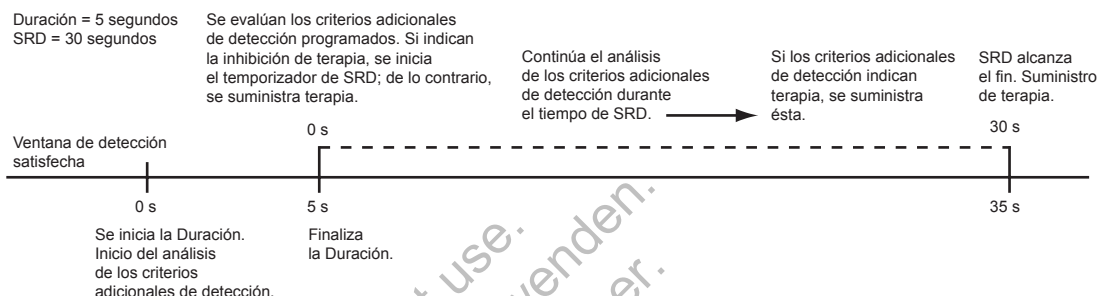 Duración = 5 segundos
SRD = 30 segundos
Se evalúan los criterios adicionales
de detección programados. Si indican
la inhibición de terapia, se inicia
el temporizador de SRD; de lo contrario,
se suministra terapia.
Continúa el análisis
de los criterios adicionales
de detección durante
el tiempo de SRD.
Si los criterios adicionales
de detección indican
terapia, se suministra
ésta.
SRD alcanza
el fin. Suministro
de terapia.
0 s
30 s
Ventana de detección
satisfecha
0 s
5 s
35 s
Se inicia la Duración.
Inicio del análisis
de los criterios
adicionales de detección.
Finaliza
la Duración.